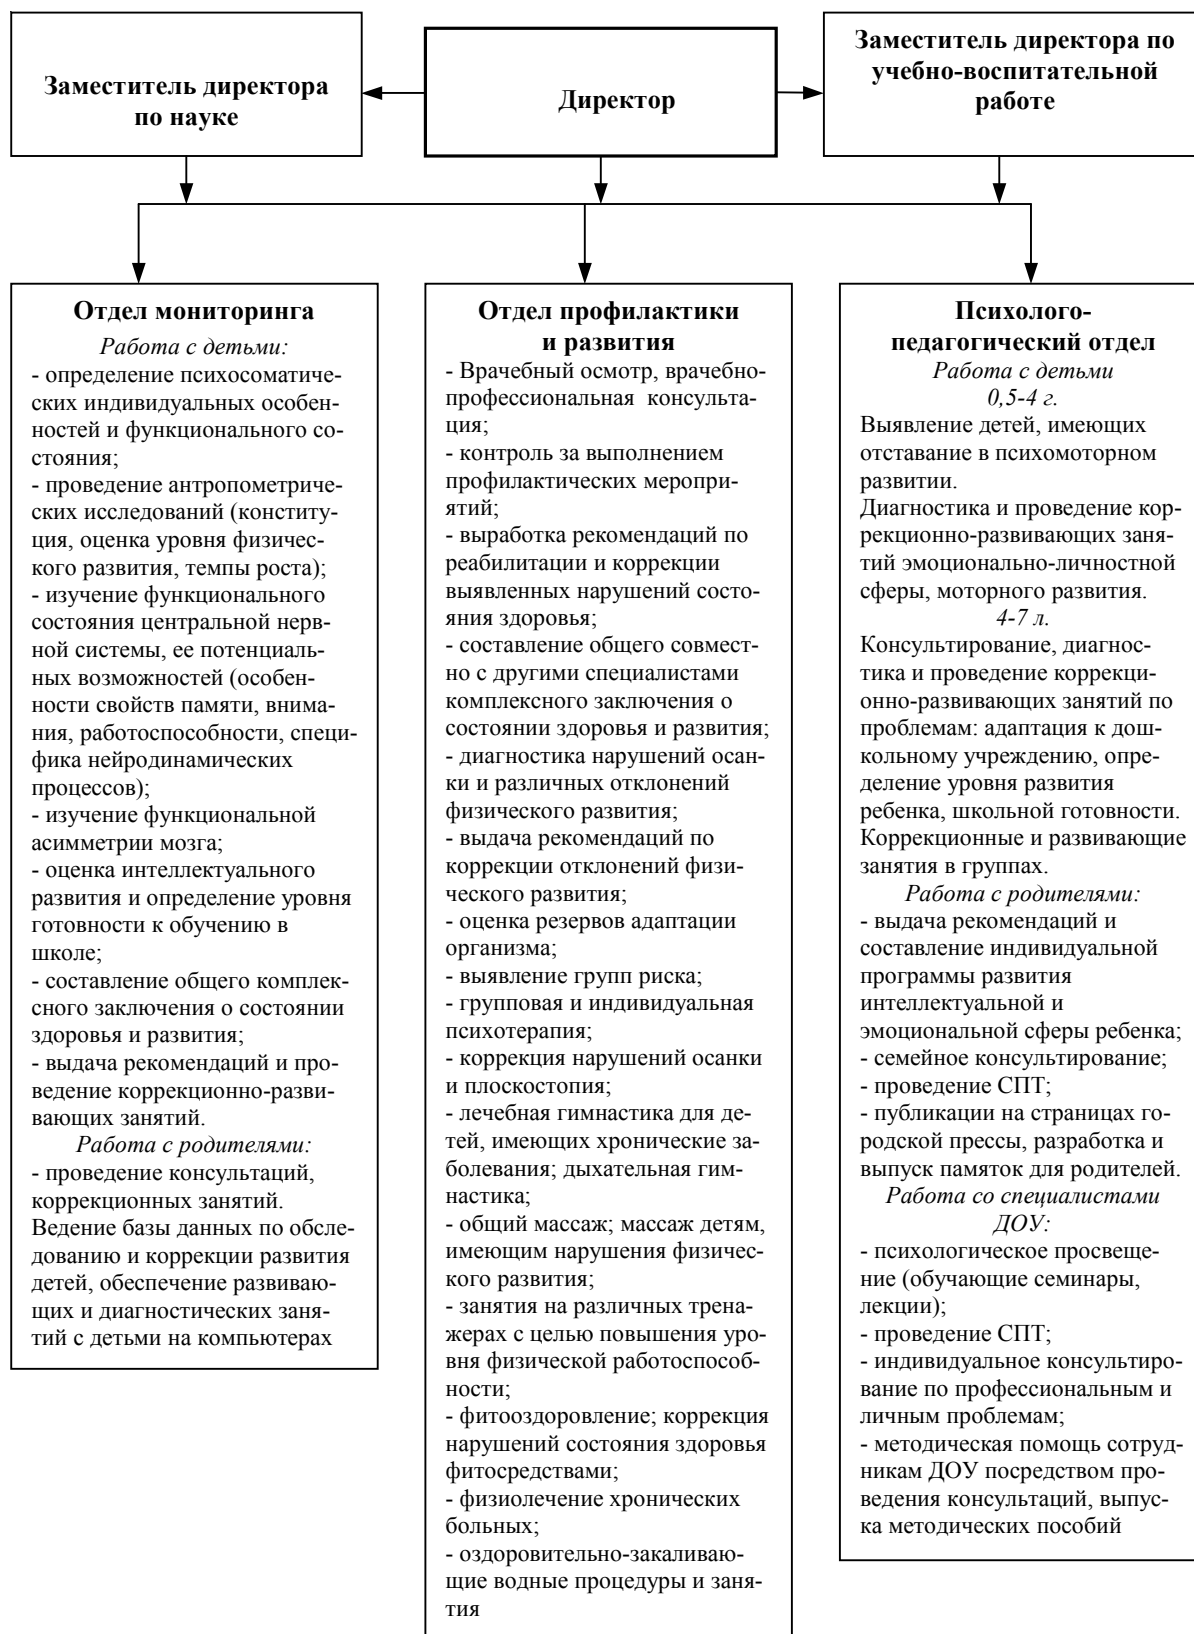 Заместитель директора
по науке
Директор
Заместитель директора по
учебно-воспитательной
работе
Отдел мониторинга
Работа с детьми:
- определение психосоматиче-
ских индивидуальных особен-
ностей и функционального со-
стояния;
- проведение антропометриче-
ских исследований (конститу-
ция, оценка уровня физичес-
кого развития, темпы роста);
- изучение функционального
состояния центральной нерв-
ной системы, ее потенциаль-
ных возможностей (особен-
ности свойств памяти, внима-
ния, работоспособности, специ-
фика нейродинамических
процессов);
- изучение функциональной
асимметрии мозга;
- оценка интеллектуального
развития и определение уровня
готовности к обучению в
школе;
- составление общего комплек-
сного заключения о состоянии
здоровья и развития;
- выдача рекомендаций и про-
ведение коррекционно-разви-
вающих занятий.
Работа с родителями:
- проведение консультаций,
коррекционных занятий.
Ведение базы данных по обсле-
дованию и коррекции развития
детей, обеспечение развиваю-
щих и диагностических заня-
тий с детьми на компьютерах
Отдел профилактики
и развития
- Врачебный осмотр, врачебно-
профессиональная консульта-
ция;
- контроль за выполнением
профилактических меропри-
ятий;
- выработка рекомендаций по
реабилитации и коррекции
выявленных нарушений состо-
яния здоровья;
- составление общего совмест-
но с другими специалистами
комплексного заключения о
состоянии здоровья и развития;
- диагностика нарушений осан-
ки и различных отклонений
физического развития;
- выдача рекомендаций по
коррекции отклонений физи-
ческого развития;
- оценка резервов адаптации
организма;
- выявление групп риска;
- групповая и индивидуальная
психотерапия;
- коррекция нарушений осанки
и плоскостопия;
- лечебная гимнастика для де-
тей, имеющих хронические за-
болевания; дыхательная гим-
настика;
- общий массаж; массаж детям,
имеющим нарушения физичес-
кого развития;
- занятия на различных трена-
жерах с целью повышения уро-
вня физической работоспособ-
ности;
- фитооздоровление; коррекция
нарушений состояния здоровья
фитосредствами;
- физиолечение хронических
больных;
- оздоровительно-закаливаю-
щие водные процедуры и заня-
тия
Психолого-
педагогический отдел
Работа с детьми
0,5-4 г.
Выявление детей, имеющих
отставание в психомоторном
развитии.
Диагностика и проведение кор-
рекционно-развивающих заня-
тий эмоционально-личностной
сферы, моторного развития.
4-7 л.
Консультирование, диагнос-
тика и проведение коррекци-
онно-развивающих занятий по
проблемам: адаптация к дош-
кольному учреждению, опре-
деление уровня развития
ребенка, школьной готовности.
Коррекционные и развивающие
занятия в группах.
Работа с родителями:
- выдача рекомендаций и
составление индивидуальной
программы развития
интеллектуальной и
эмоциональной сферы ребенка;
- семейное консультирование;
- проведение СПТ;
- публикации на страницах го-
родской прессы, разработка и
выпуск памяток для родителей.
Работа со специалистами
ДОУ:
- психологическое просвеще-
ние (обучающие семинары,
лекции);
- проведение СПТ;
- индивидуальное консультиро-
вание по профессиональным и
личным проблемам;
- методическая помощь сотруд-
никам ДОУ посредством про-
ведения консультаций, выпус-
ка методических пособий